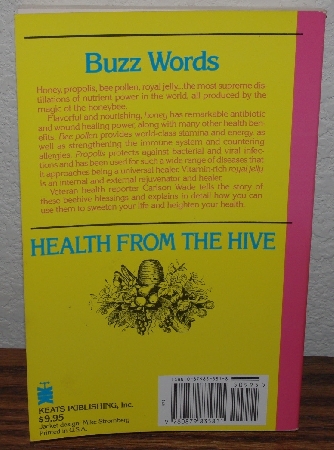 Buzz Words
Honey, propolis, bee pollen, royal jelly...the most supreme dis-
tillations of nutrient power in the world, all produced by the
magic of the honeybee.
Flavorful and nourishing, honey has remarkable antibiotic
and wound healing power, along with many other health ben-
efits. Bee pollen provides world-class stamina and energy, as
well as strengthening the immune system and countering
allergies. Propolis protects against bacterial and viral infec-
tions and has been used for such a wide range of diseases that
it approaches being a universal healer. Vitamin-rich royal jelly
is an internal and external rejuvenator and healer.
Veteran health reporter Carlson Wade tells the story of
these beehive blessings and explains in detail how you can
use them to sweeten your life and heighten your health.
HEALTH FROM THE HIVE
KEATS PUBLISHING, Inc.
$9.95
Jacket design: Mike Stromberg
Printed in U.S.A.